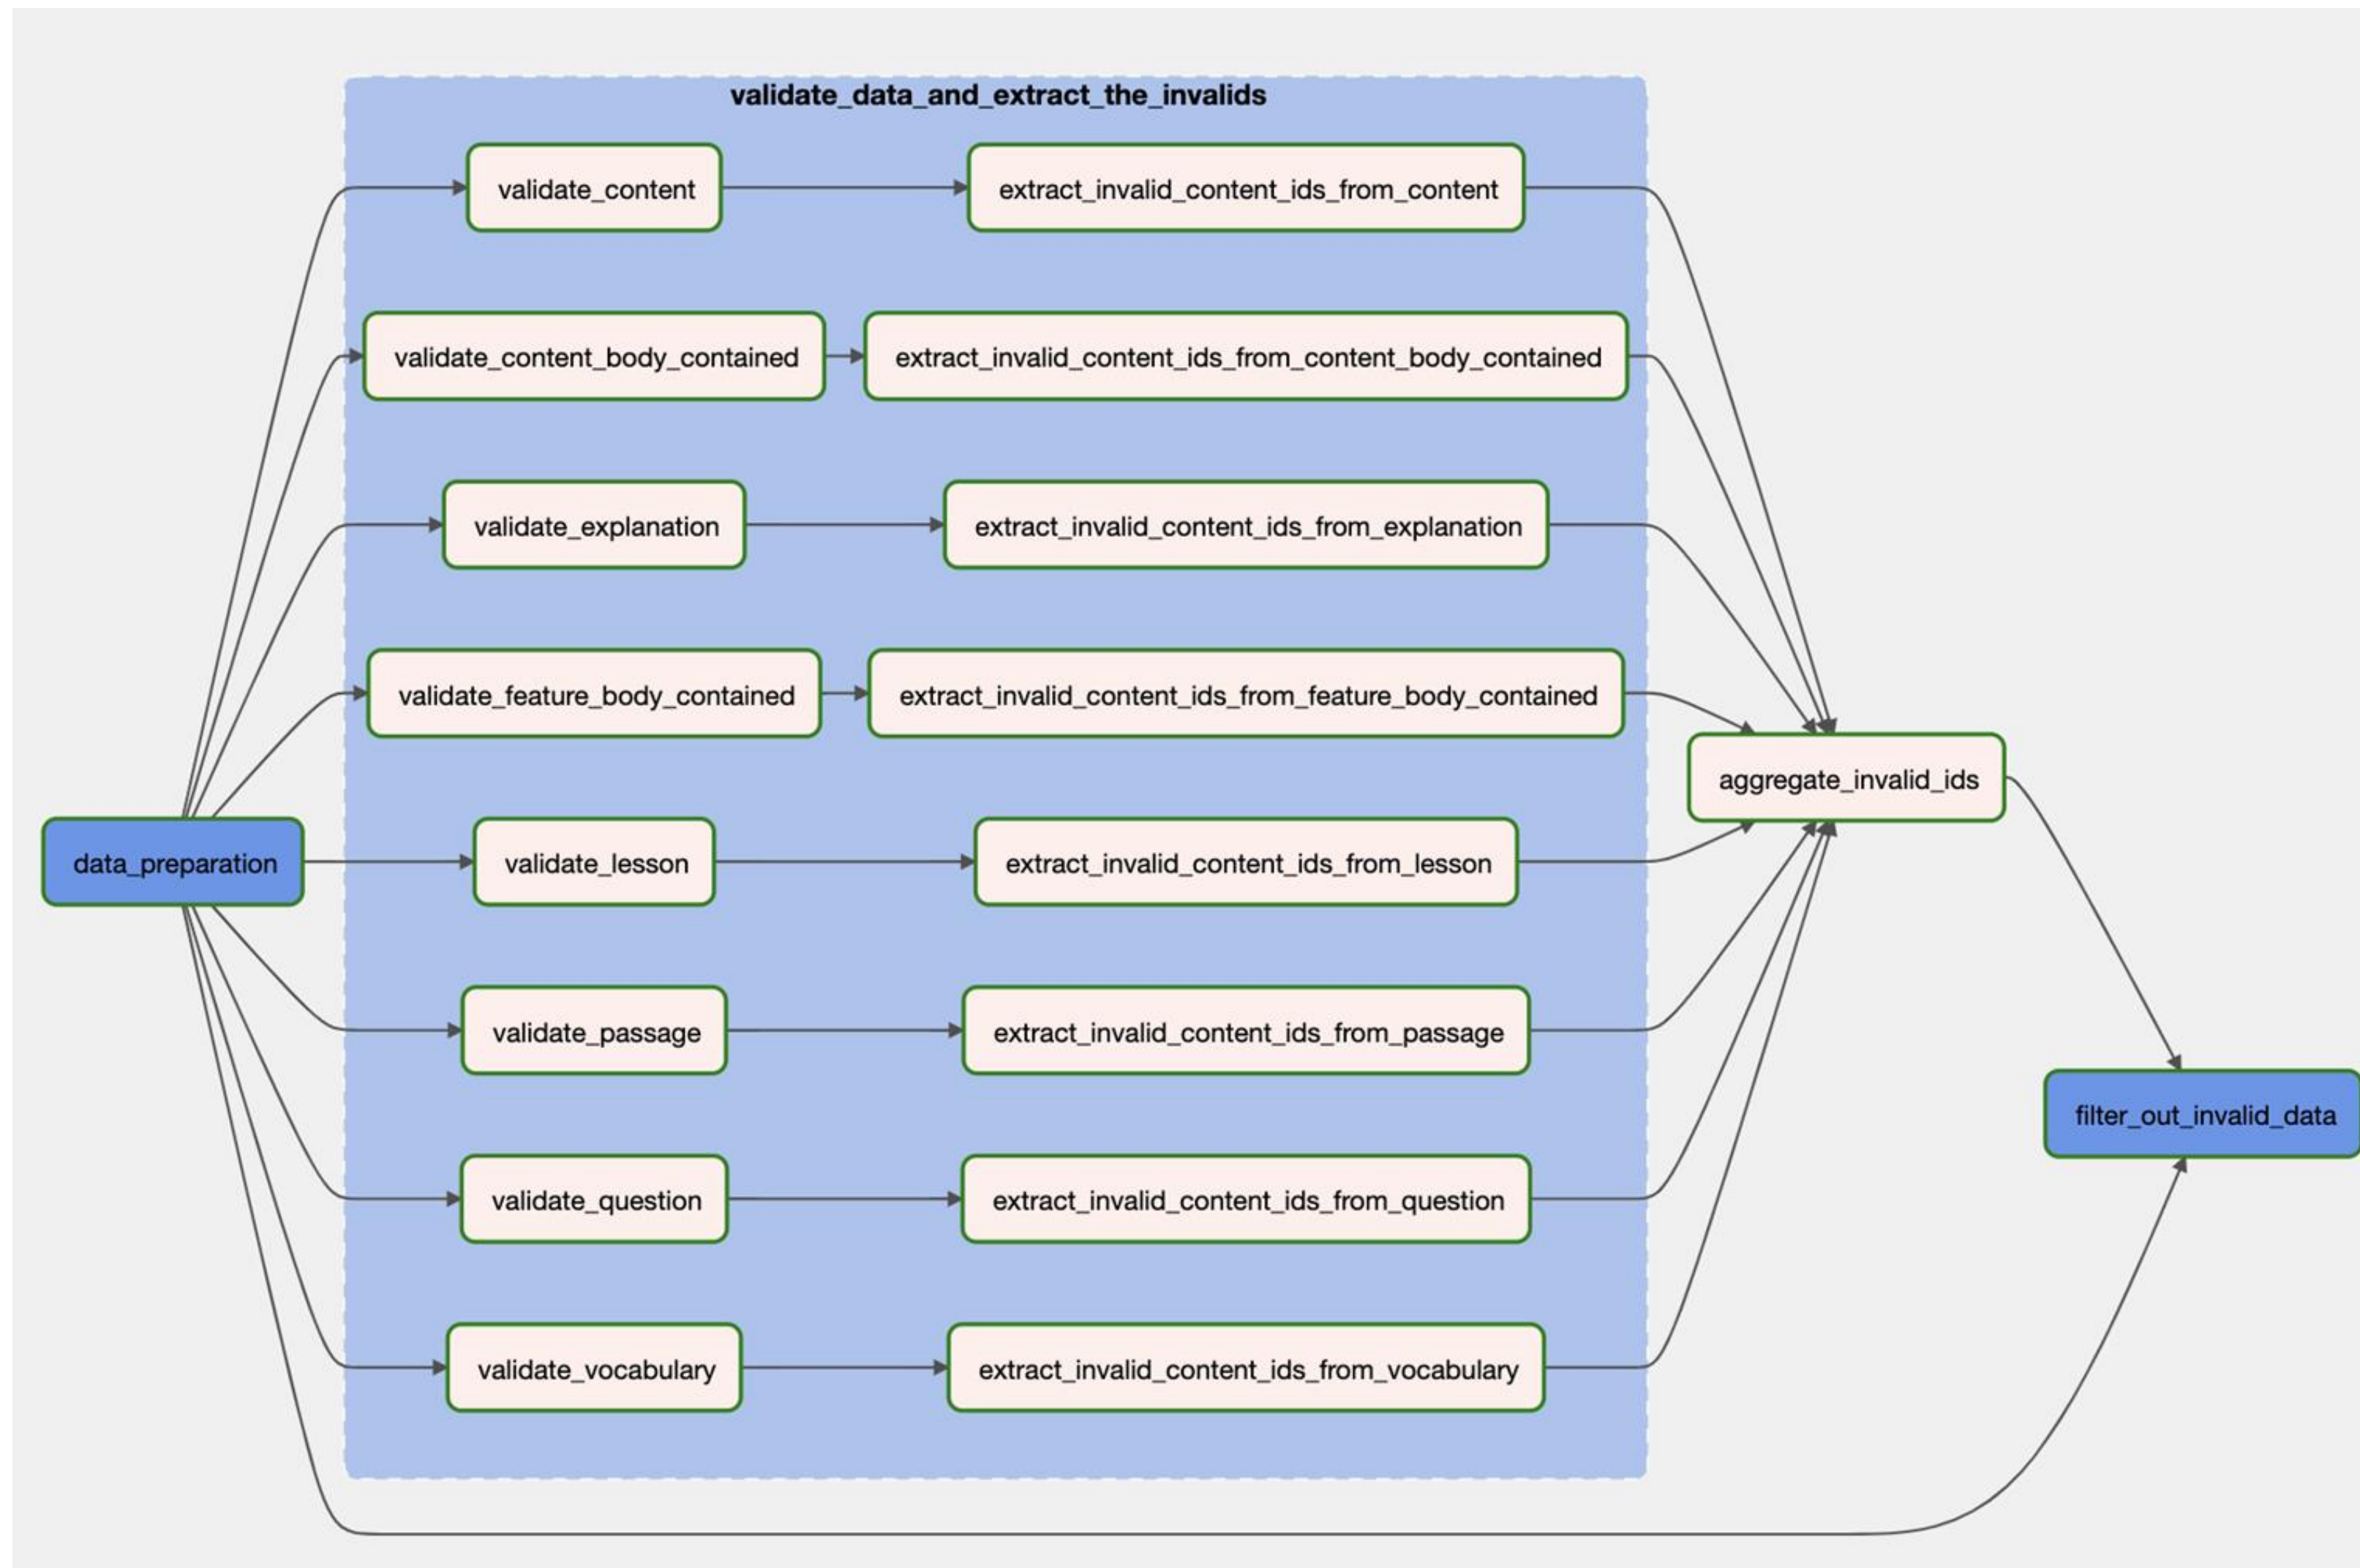 validate_data_and_extract_the_invalids
validate_content
extract_invalid_content_ids_from_content
validate_content_body_contained
extract_invalid_content_ids_from_content_body_contained
validate_explanation
extract_invalid_content_ids_from_explanation
validate_feature_body_contained
extract_invalid_content_ids_from_feature_body_contained
aggregate_invalid_ids
data_preparation
validate_lesson
extract_invalid_content_ids_from_lesson
validate_passage
extract_invalid_content_ids_from_passage
filter_out_invalid_data
validate_question
extract_invalid_content_ids_from_question
validate_vocabulary
extract_invalid_content_ids_from_vocabulary